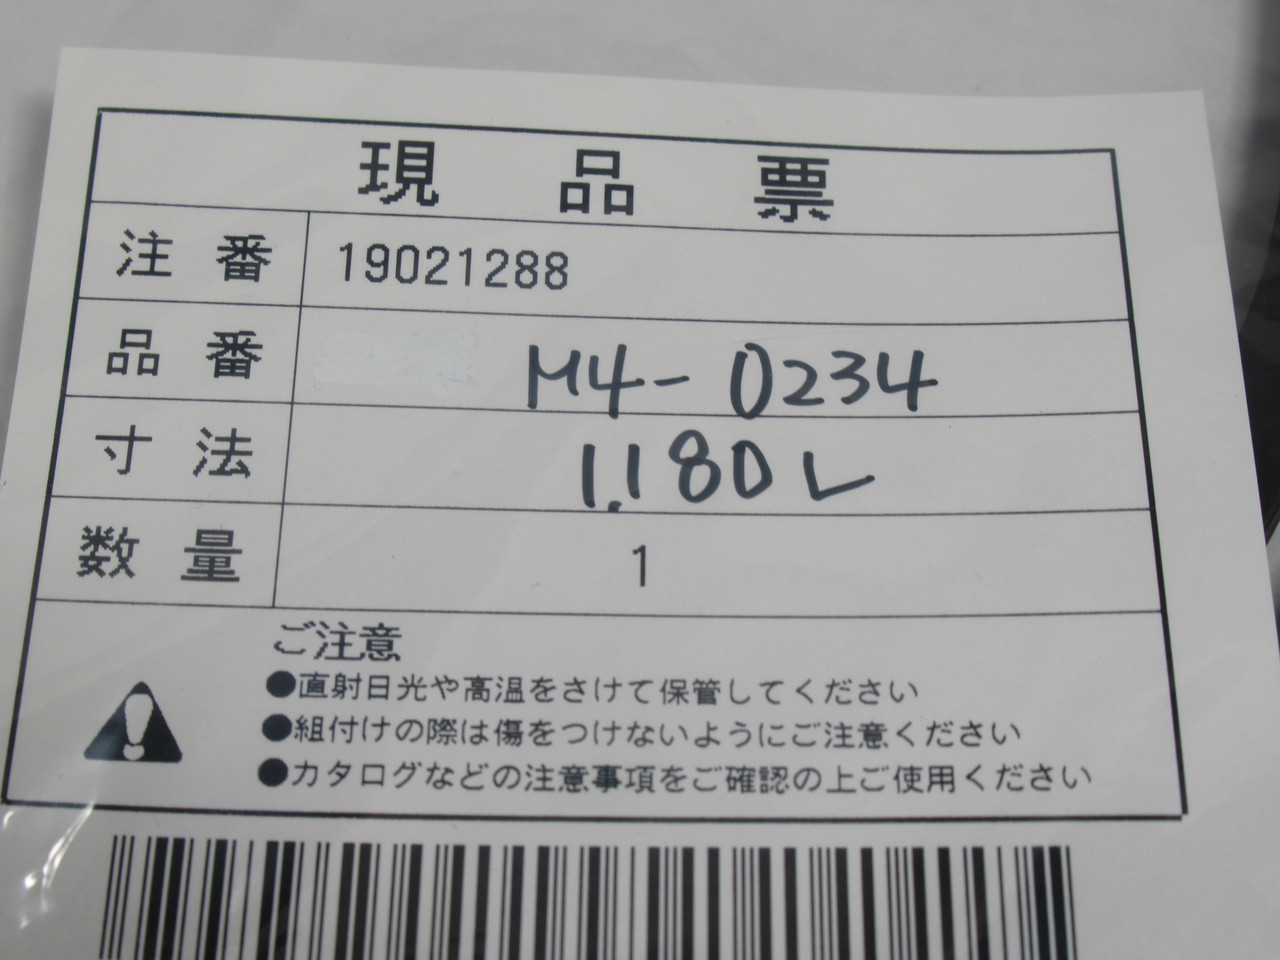 現品票
注番 19021288
品番 M4-0234
寸法 1.180L
数量 1
ご注意
●直射日光や高温をさけて保管してください
●組付けの際は傷をつけないようにご注意ください
●カタログなどの注意事項をご確認の上ご使用ください